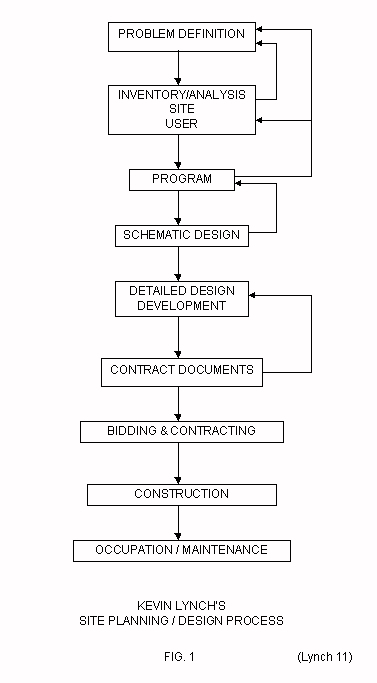 PROBLEM DEFINITION
INVENTORY/ANALYSIS
SITE
USER
PROGRAM
SCHEMATIC DESIGN
DETAILED DESIGN
DEVELOPMENT
CONTRACT DOCUMENTS
BIDDING & CONTRACTING
CONSTRUCTION
OCCUPATION / MAINTENANCE
KEVIN LYNCH'S
SITE PLANNING / DESIGN PROCESS
FIG. 1 (Lynch 11)